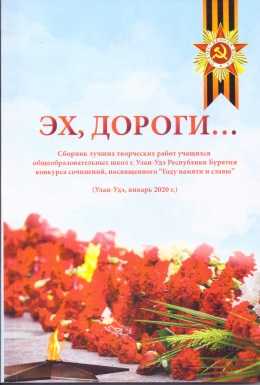 ЭХ, ДОРОГИ...
Сборник лучших творческих работ учащихся
общеобразовательных школ г. Улан-Удэ Республики Бурятия
конкурса сочинений, посвященного "Году памяти и славы"
(Улан-Удэ, январь 2020 г.)